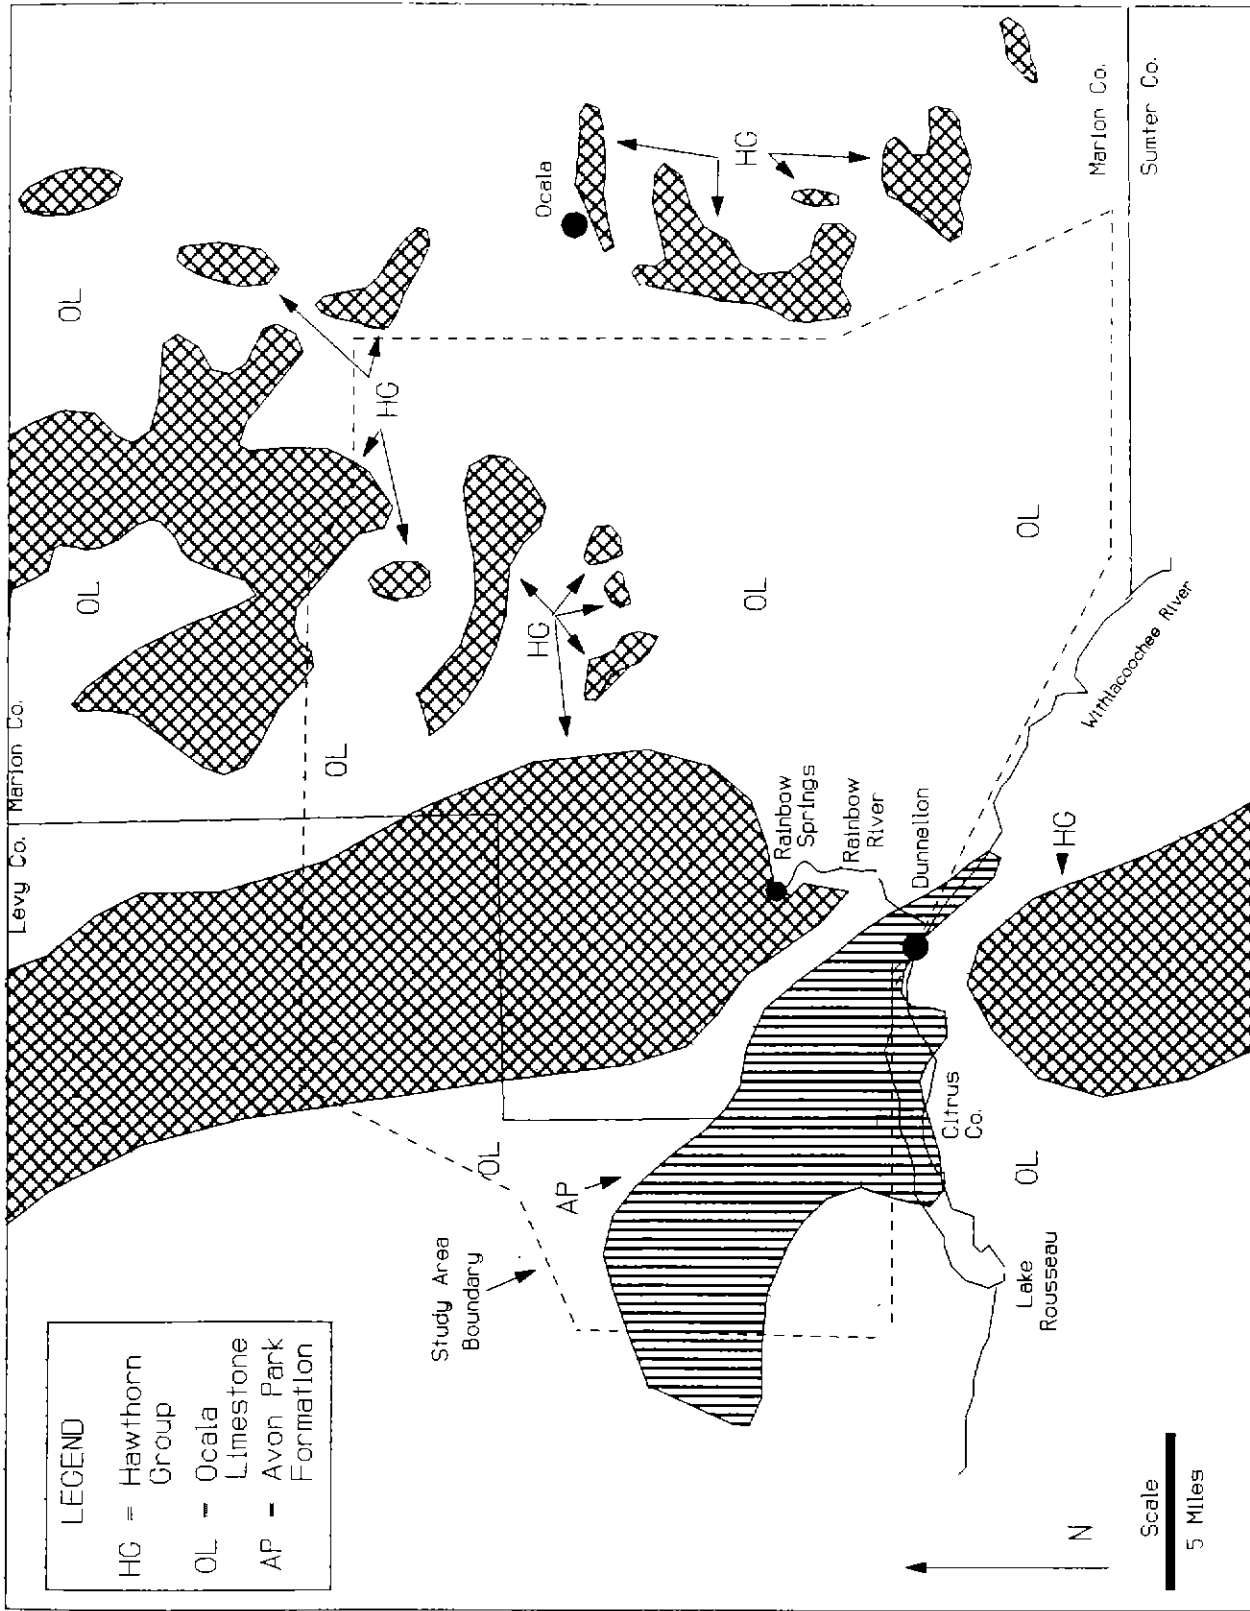 LEGEND
HG = Hawthorn
Group
OL - Ocala
Limestone
AP - Avon Park
Formation
Levy Co.
Marion Co.
OL
OL
OL
HG
OL
HG
Study Area
Boundary
AP
OL
Ocala
HG
HG
OL
OL
Rainbow
Springs
Rainbow
River
Dunnellon
Withlacoochee River
HG
Citrus
Co.
OL
Lake
Rousseau
Marion Co.
Sumter Co.
N
Scale
5 Miles